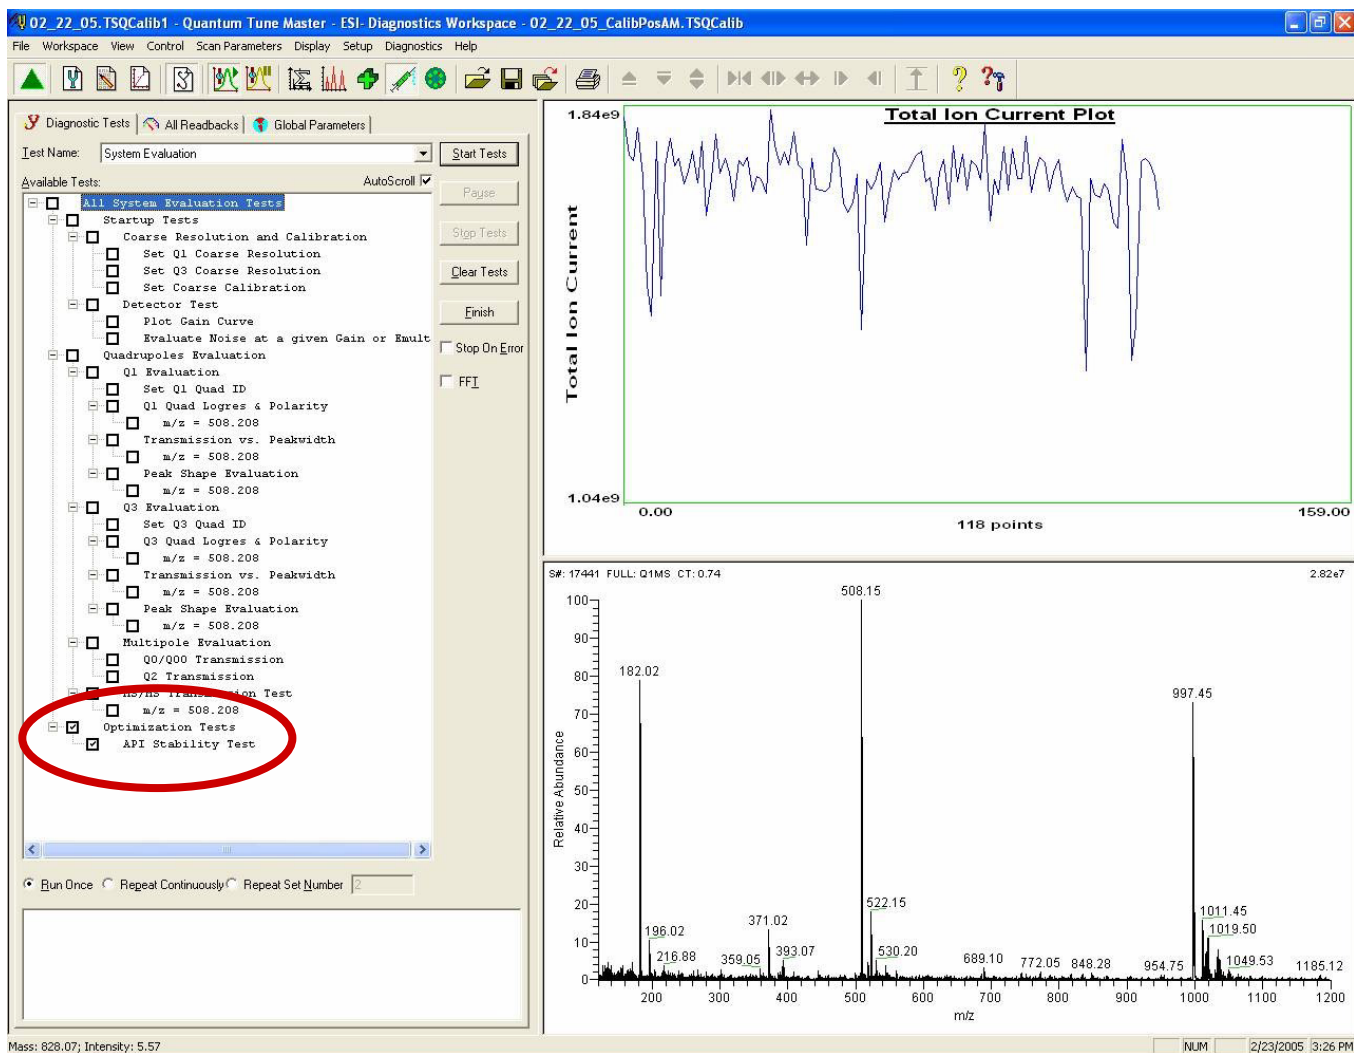 02_22_05.TSQCalib1 - Quantum Tune Master - ESI- Diagnostics Workspace - 02_22_05_CalibPosAM.TSQCalib
File Workspace View Control Scan Parameters Display Setup Diagnostics Help
Diagnostic Tests All Readbacks Global Parameters
Test Name: System Evaluation Start Tests
Available Tests: AutoScroll
Pause
Stop Tests
Clear Tests
Finish
Stop On Error
FFT
All System Evaluation Tests
Startup Tests
Coarse Resolution and Calibration
Set Q1 Coarse Resolution
Set Q3 Coarse Resolution
Set Coarse Calibration
Detector Test
Plot Gain Curve
Evaluate Noise at a given Gain or Emult
Quadrupoles Evaluation
Q1 Evaluation
Set Q1 Quad ID
Q1 Quad Logres & Polarity
m/z = 508.208
Transmission vs. Peakwidth
m/z = 508.208
Peak Shape Evaluation
m/z = 508.208
Q3 Evaluation
Set Q3 Quad ID
Q3 Quad Logres & Polarity
m/z = 508.208
Transmission vs. Peakwidth
m/z = 508.208
Peak Shape Evaluation
m/z = 508.208
Multipole Evaluation
Q0/Q00 Transmission
Q2 Transmission
MS/MS Transmission Test
m/z = 508.208
Optimization Tests
API Stability Test
Run Once Repeat Continuously Repeat Set Number 2
Total Ion Current Plot
1.84e9
Total Ion Current
1.04e9
0.00 159.00
118 points
S#: 17441 FULL: Q1MS CT: 0.74 2.82e7
508.15
182.02
997.45
522.15
1011.45
371.02
1019.50
196.02
216.88
359.05
393.07
530.20
689.10
772.05
848.28
954.75
1049.53
1185.12
Relative Abundance
100
90
80
70
60
50
40
30
20
10
0
200 300 400 500 600 700 800 900 1000 1100 1200
m/z
Mass: 828.07; Intensity: 5.57 NUM 2/23/2005 3:26 PM